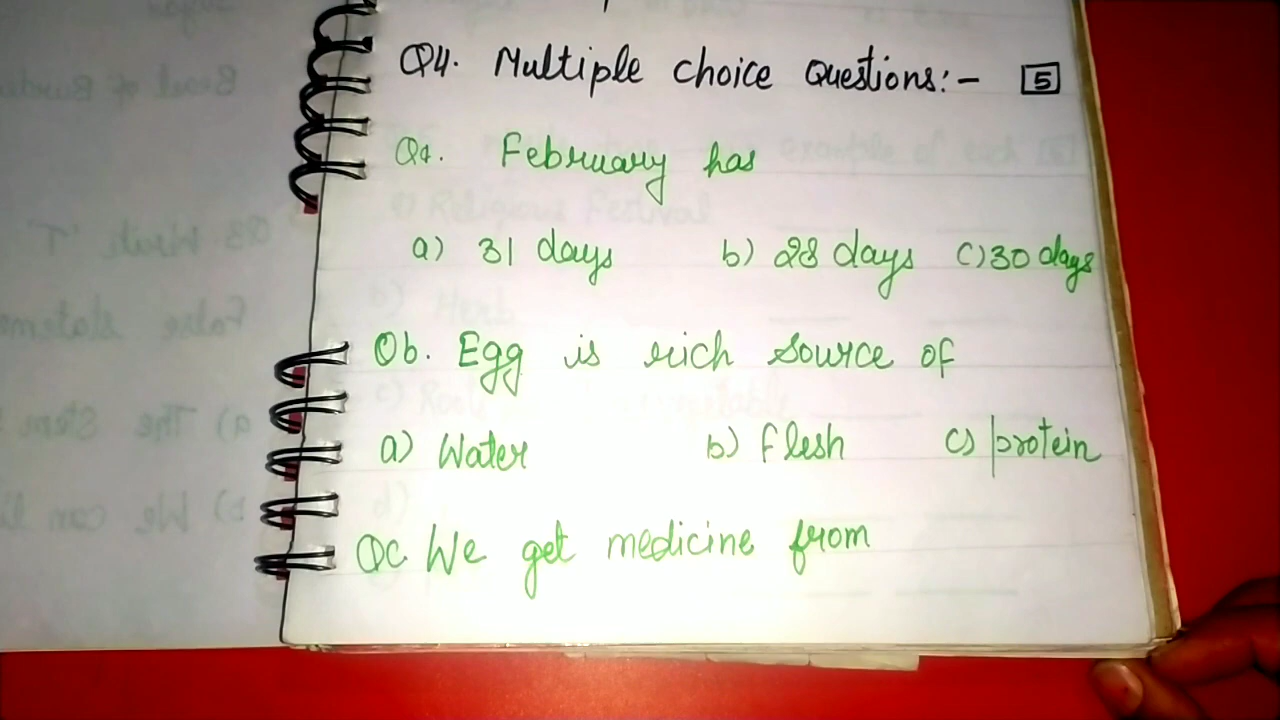 Q4. Multiple choice Questions:- 5
Qa. February has
a) 31 days b) 28 days c) 30 days
Qb. Egg is rich source of
a) Water b) flesh c) protein
Qc We get medicine from